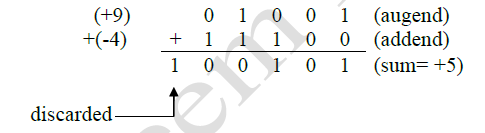 (+9) 0 1 0 0 1 (augend)
+(-4) + 1 1 1 0 0 (addend)
1 0 0 1 0 1 (sum= +5)
discarded